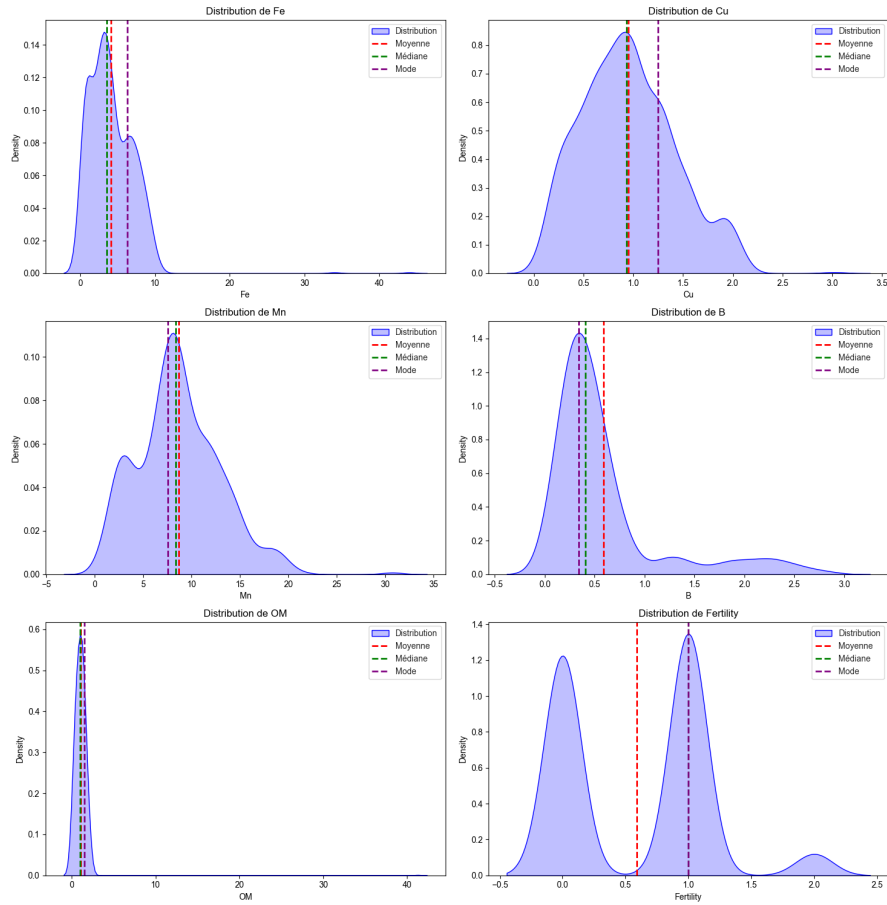 Distribution de Fe
Distribution
Moyenne
Médiane
Mode
0.14
0.12
0.10
0.08
0.06
0.04
0.02
0.00
Density
0
10
20
30
40
Fe
Distribution de Cu
Distribution
Moyenne
Médiane
Mode
0.8
0.7
0.6
0.5
0.4
0.3
0.2
0.1
0.0
Density
0.0
0.5
1.0
1.5
2.0
2.5
3.0
3.5
Cu
Distribution de Mn
Distribution
Moyenne
Médiane
Mode
0.10
0.08
0.06
0.04
0.02
0.00
Density
−5
0
5
10
15
20
25
30
35
Mn
Distribution de B
Distribution
Moyenne
Médiane
Mode
1.4
1.2
1.0
0.8
0.6
0.4
0.2
0.0
Density
−0.5
0.0
0.5
1.0
1.5
2.0
2.5
3.0
B
Distribution de OM
Distribution
Moyenne
Médiane
Mode
0.6
0.5
0.4
0.3
0.2
0.1
0.0
Density
0
10
20
30
40
OM
Distribution de Fertility
Distribution
Moyenne
Médiane
Mode
1.4
1.2
1.0
0.8
0.6
0.4
0.2
0.0
Density
−0.5
0.0
0.5
1.0
1.5
2.0
2.5
Fertility